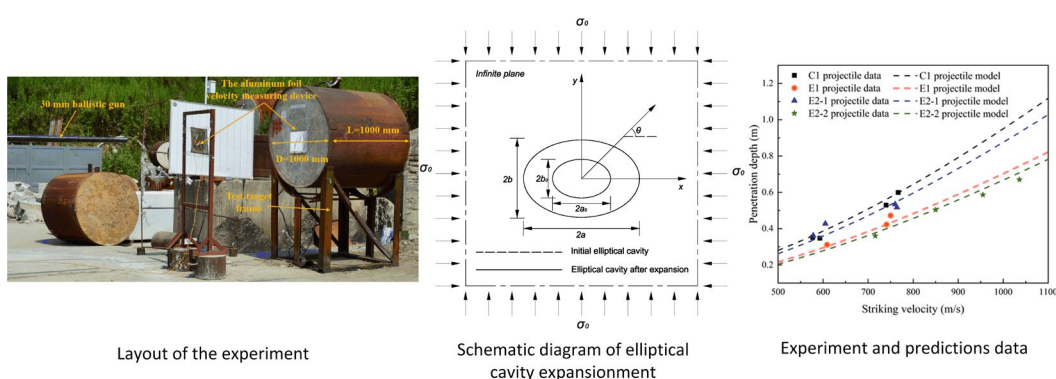 The aluminum foil
velocity measuring device
30 mm ballistic gun
L=1000 mm
D=1000 mm
Test target
frame
Layout of the experiment
σ₀
Infinite plane
y
θ
σ₀
2b
2b₀
x
σ₀
2a₀
2a
Initial elliptical cavity
Elliptical cavity after expansion
σ₀
Schematic diagram of elliptical
cavity expansionment
C1 projectile data
C1 projectile model
E1 projectile data
E1 projectile model
E2-1 projectile data
E2-1 projectile model
E2-2 projectile data
E2-2 projectile model
Penetration depth (m)
1.2
1.0
0.8
0.6
0.4
0.2
500 600 700 800 900 1000 1100
Striking velocity (m/s)
Experiment and predictions data